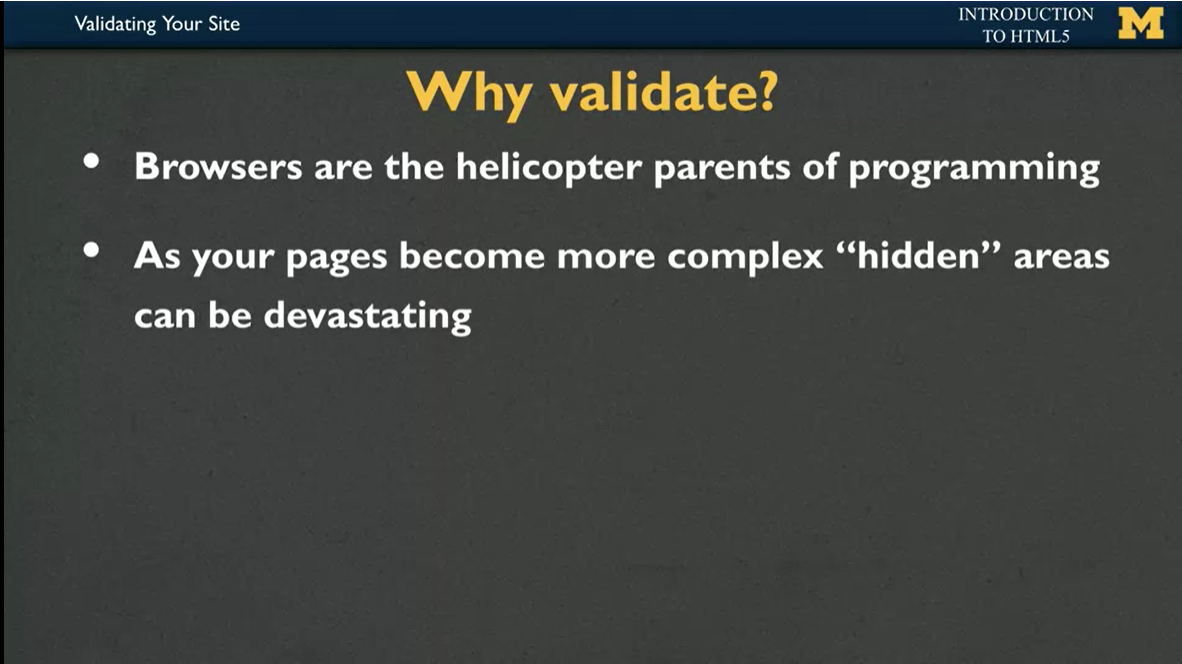 Validating Your Site
INTRODUCTION
TO HTML5
M
Why validate?
• Browsers are the helicopter parents of programming
• As your pages become more complex “hidden” areas
can be devastating